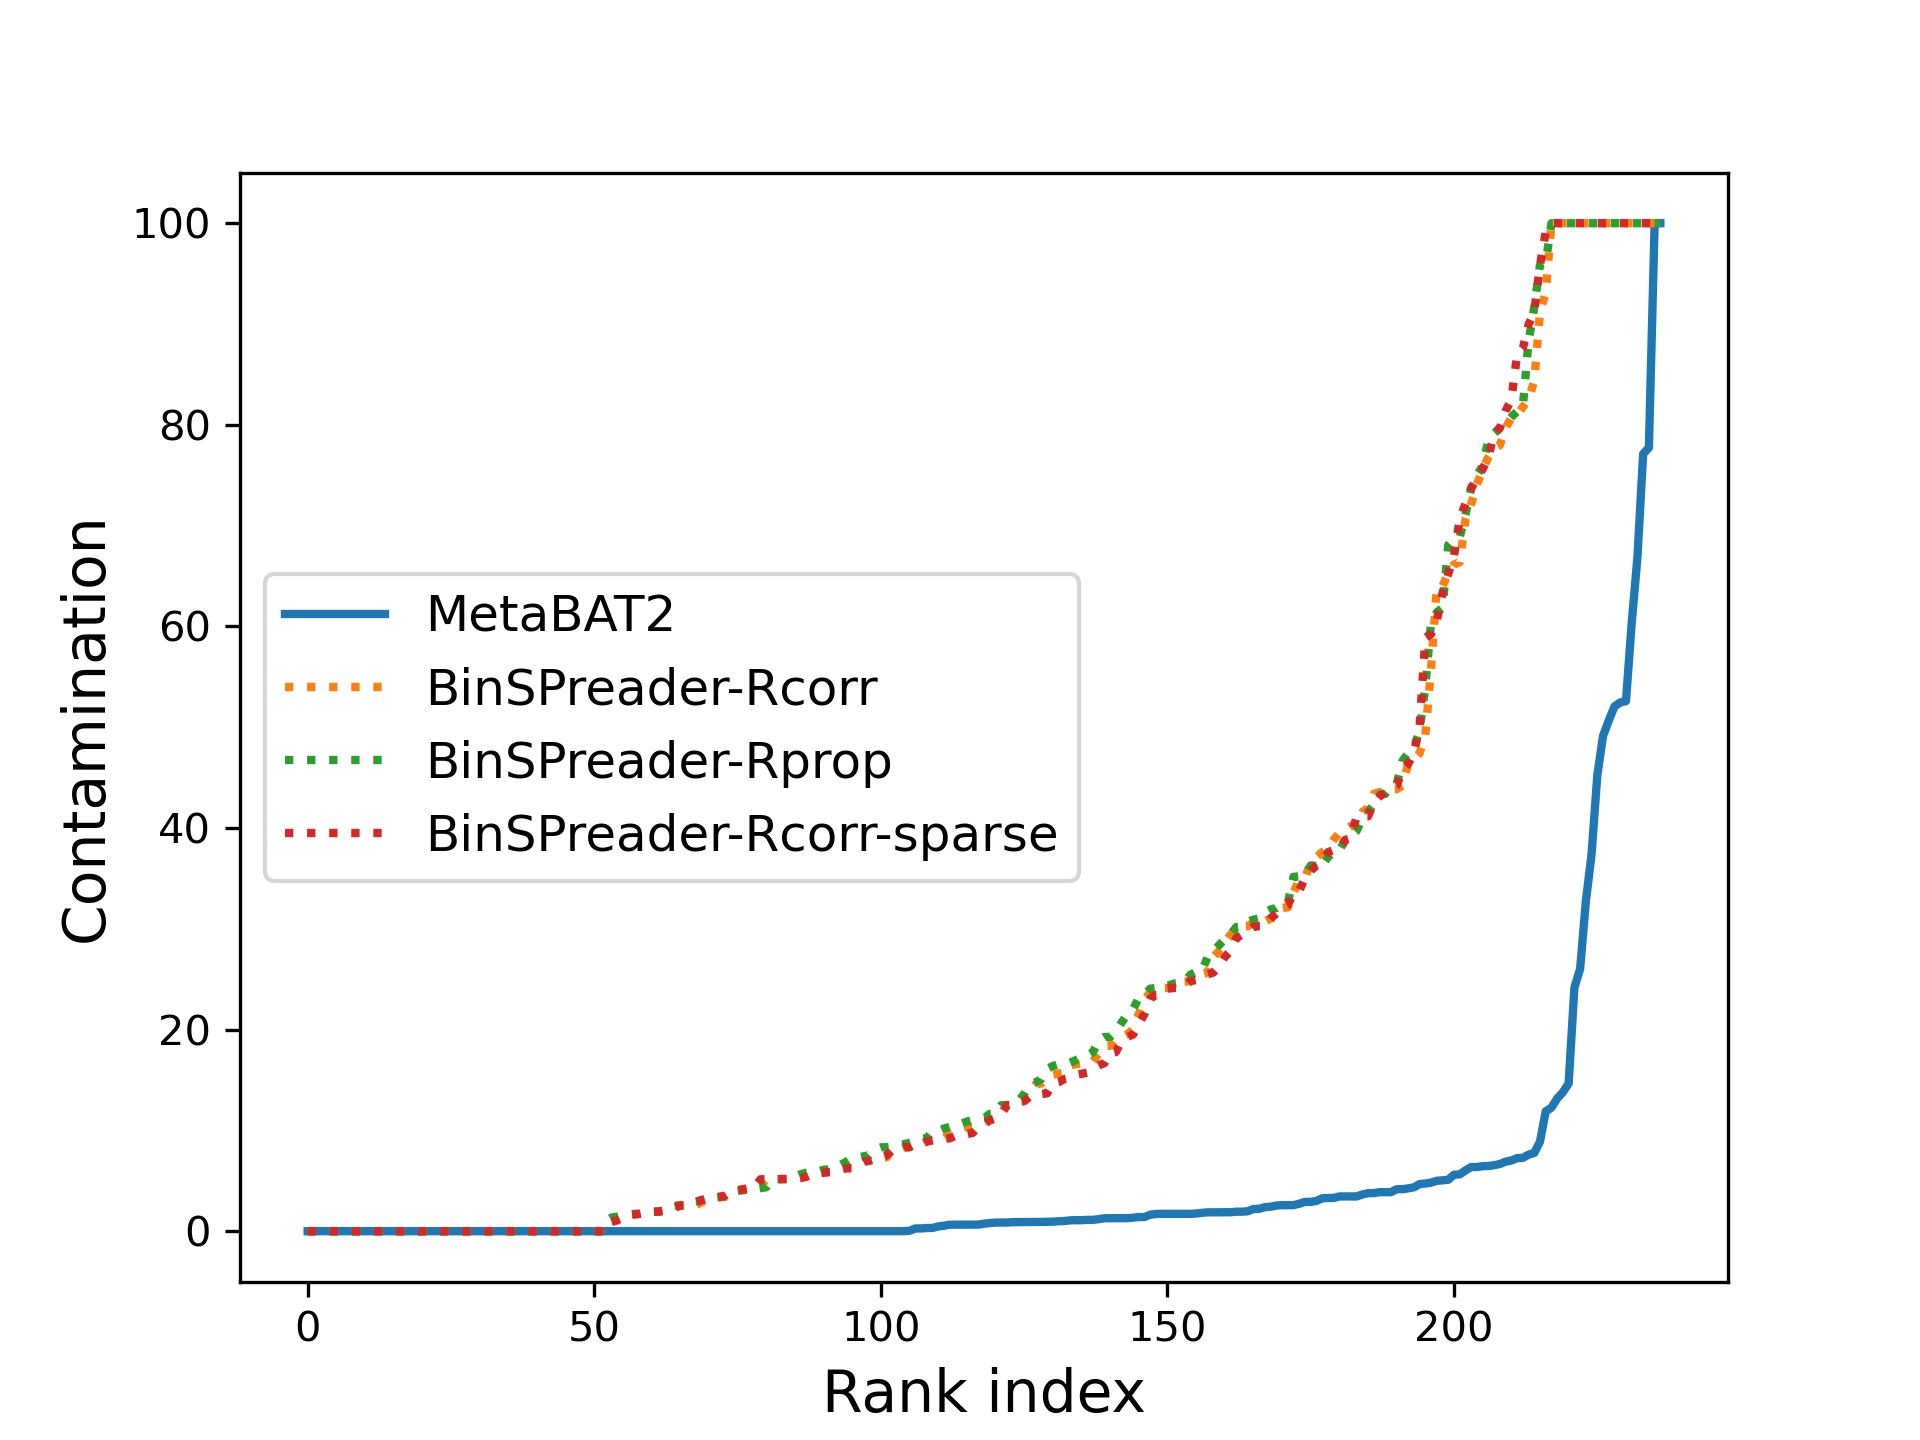 100
80
60
40
20
0
Contamination
MetaBAT2
BinSPreader-Rcorr
BinSPreader-Rprop
BinSPreader-Rcorr-sparse
0 50 100 150 200
Rank index